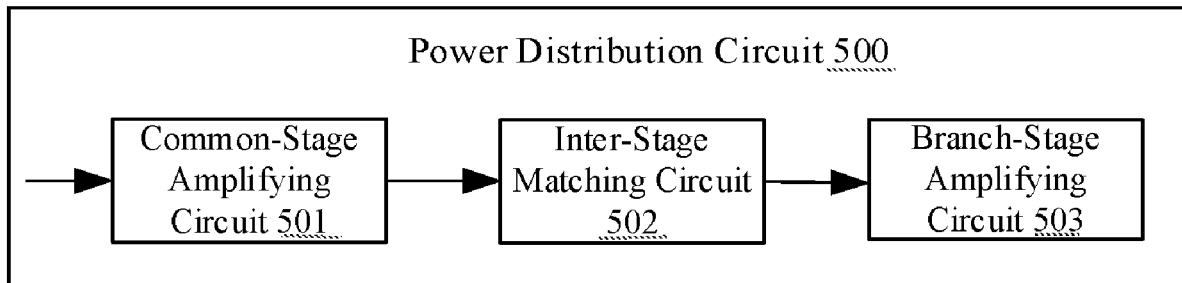 Power Distribution Circuit 500
Common-Stage
Amplifying
Circuit 501
Inter-Stage
Matching Circuit
502
Branch-Stage
Amplifying
Circuit 503